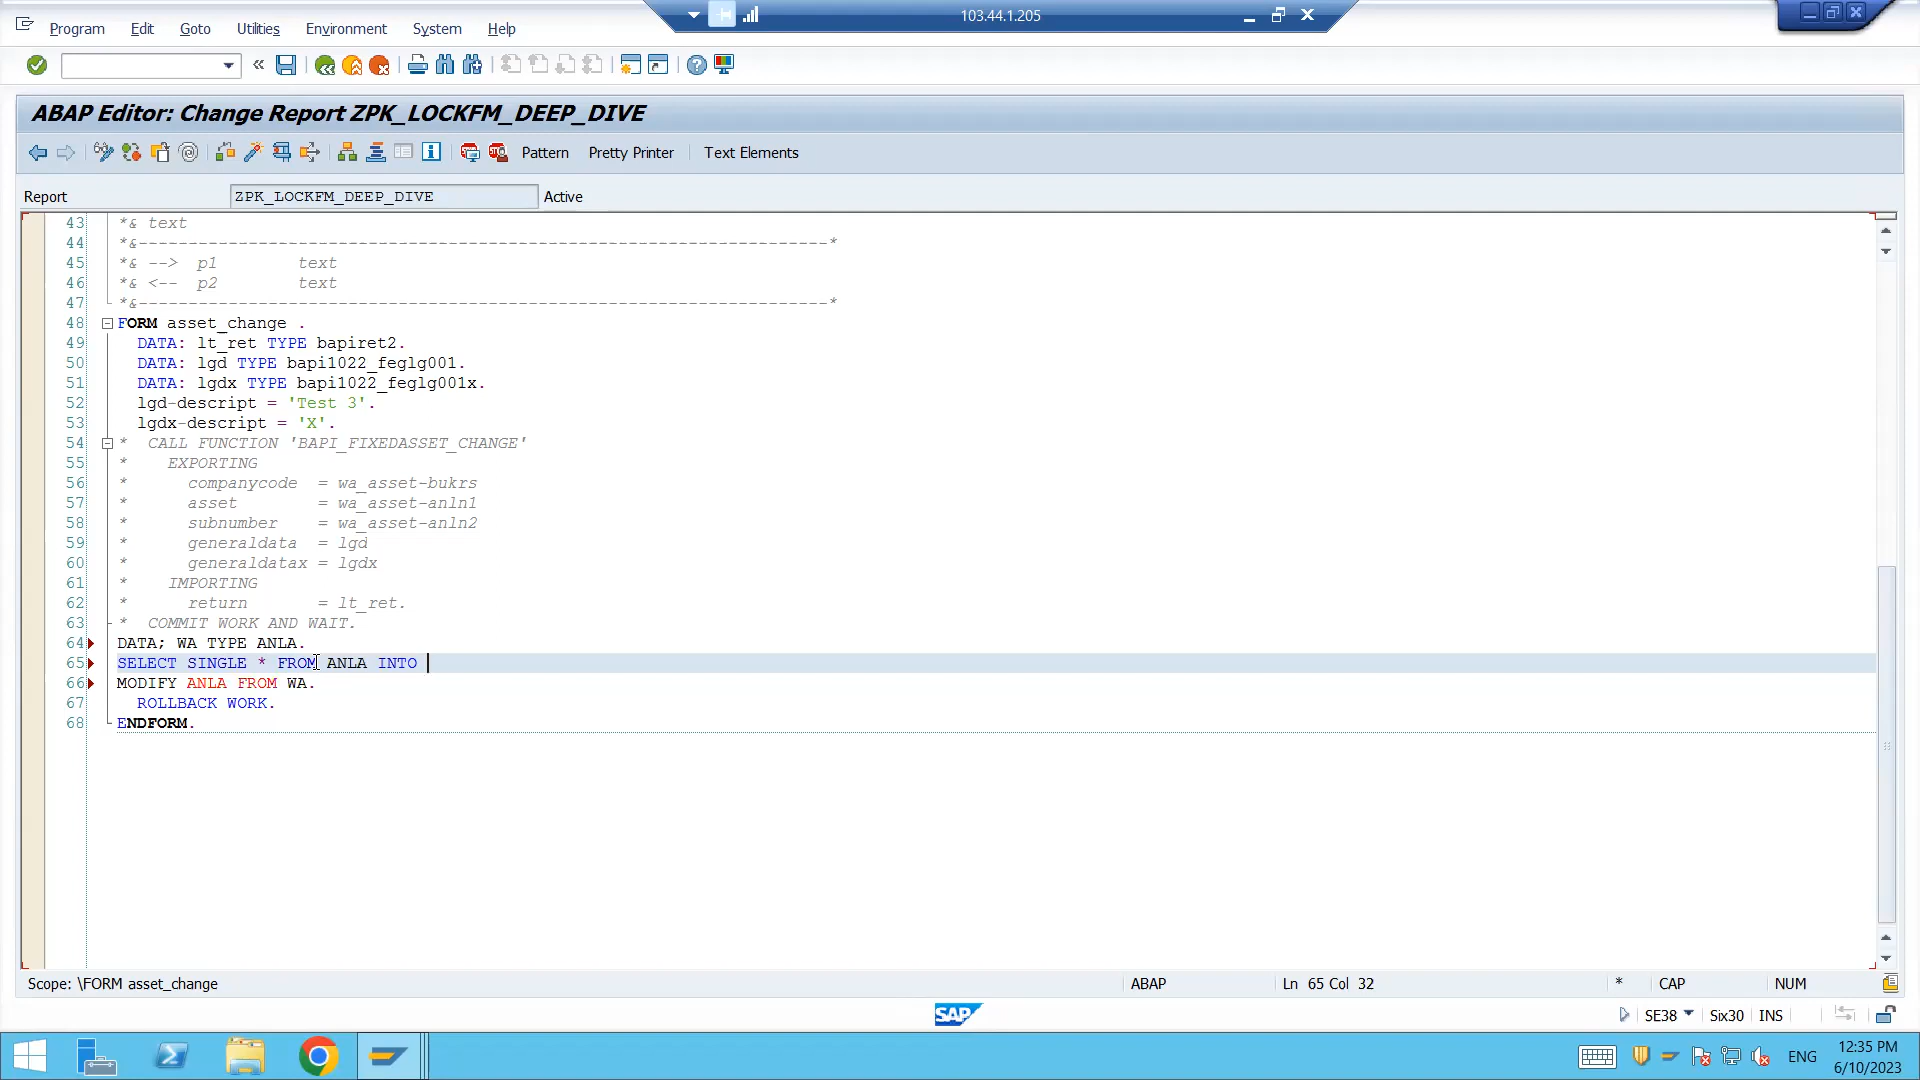 103.44.1.205
Program Edit Goto Utilities Environment System Help
ABAP Editor: Change Report ZPK_LOCKFM_DEEP_DIVE
Pattern Pretty Printer Text Elements
Report ZPK_LOCKFM_DEEP_DIVE Active
43 *& text
44 *&---------------------------------------------------------------------*
45 *& --> p1 text
46 *& <-- p2 text
47 *&---------------------------------------------------------------------*
48 FORM asset_change .
49 DATA: lt_ret TYPE bapiret2.
50 DATA: lgd TYPE bapi1022_feglg001.
51 DATA: lgdx TYPE bapi1022_feglg001x.
52 lgd-descript = 'Test 3'.
53 lgdx-descript = 'X'.
54 * CALL FUNCTION 'BAPI_FIXEDASSET_CHANGE'
55 * EXPORTING
56 * companycode = wa_asset-bukrs
57 * asset = wa_asset-anln1
58 * subnumber = wa_asset-anln2
59 * generaldata = lgd
60 * generaldatax = lgdx
61 * IMPORTING
62 * return = lt_ret.
63 * COMMIT WORK AND WAIT.
64 DATA; WA TYPE ANLA.
65 SELECT SINGLE * FROM ANLA INTO
66 MODIFY ANLA FROM WA.
67 ROLLBACK WORK.
68 ENDFORM.
Scope: \FORM asset_change ABAP Ln 65 Col 32 * CAP NUM
SAP
SE38 Six30 INS
ENG
12:35 PM
6/10/2023